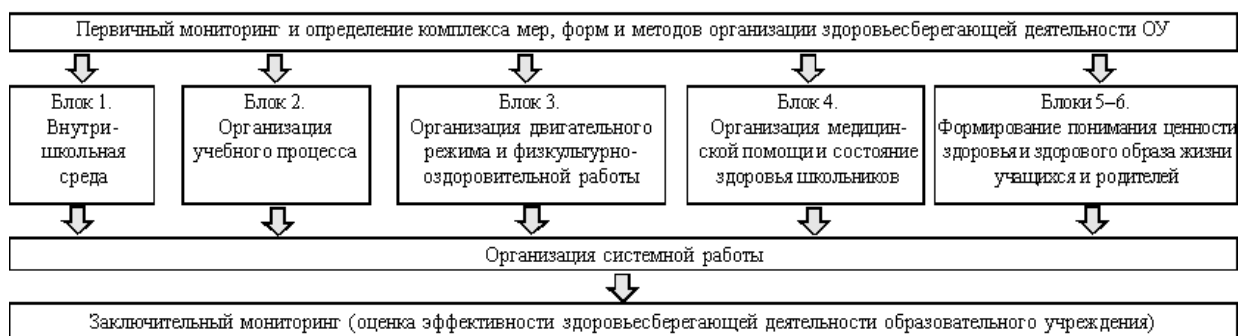 Первичный мониторинг и определение комплекса мер, форм и методов организации здоровьесберегающей деятельности ОУ
Блок 1.
Внутри-
школьная
среда
Блок 2.
Организация
учебного процесса
Блок 3.
Организация двигательного
режима и физкультурно-
оздоровительной работы
Блок 4.
Организация медицин-
ской помощи и состояние
здоровья школьников
Блоки 5–6.
Формирование понимания ценности
здоровья и здорового образа жизни
учащихся и родителей
Организация системной работы
Заключительный мониторинг (оценка эффективности здоровьесберегающей деятельности образовательного учреждения)